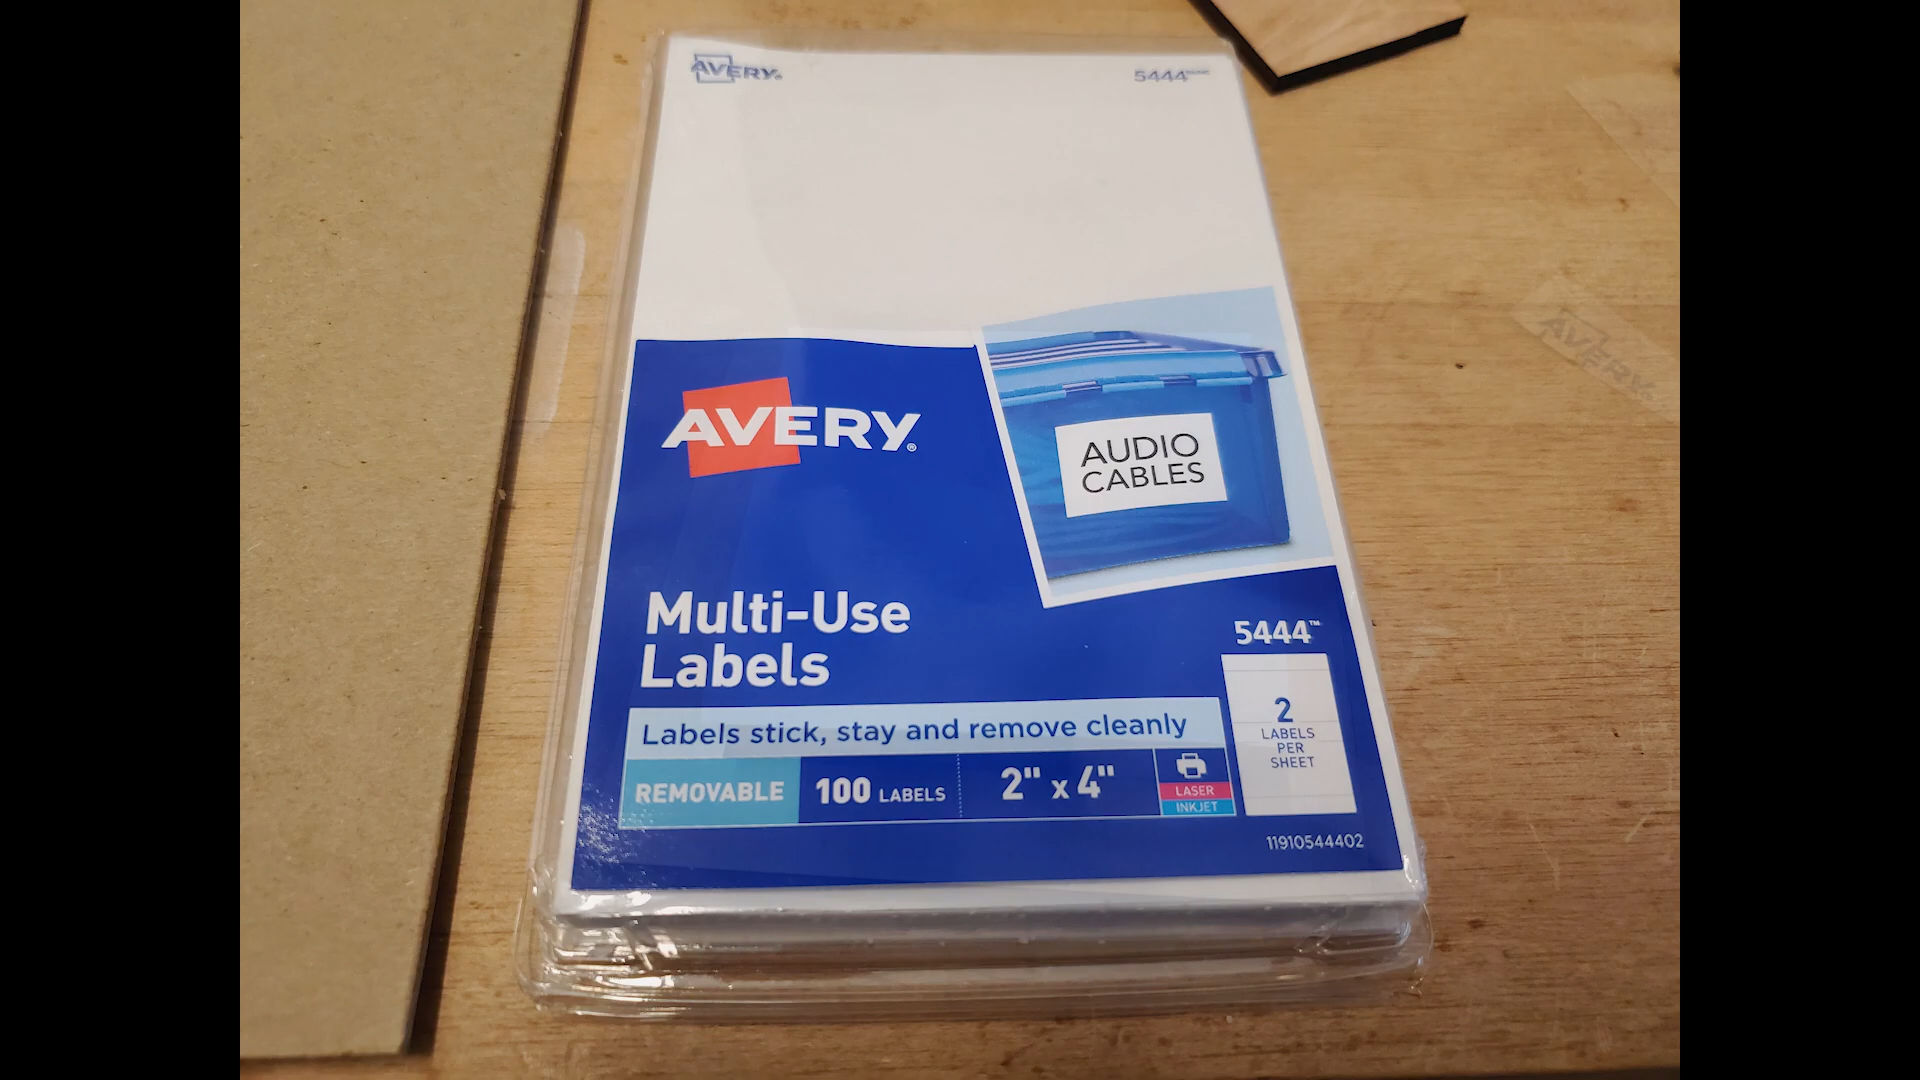 AVERY®
5444
AVERY®
AUDIO
CABLES
Multi-Use
Labels
5444™
2
LABELS
PER
SHEET
Labels stick, stay and remove cleanly
REMOVABLE
100 LABELS
2" x 4"
LASER
INKJET
11910544402
AVERY®